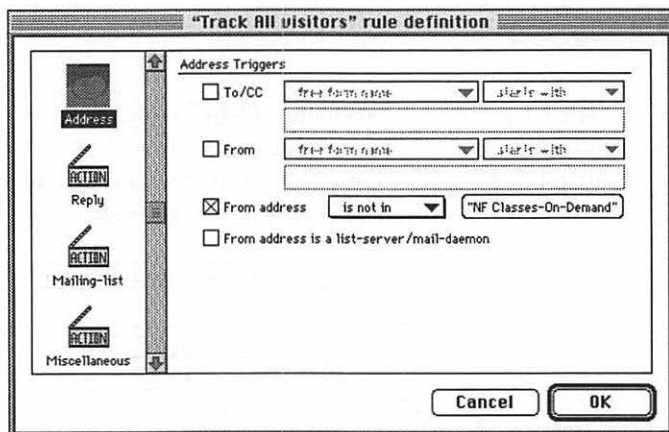 “Track All visitors” rule definition
Address
ACTION
Reply
ACTION
Mailing-list
ACTION
Miscellaneous
Address Triggers
To/CC free form name starts with
From free form name starts with
From address is not in "NF Classes-On-Demand"
From address is a list-server/mail-daemon
Cancel OK